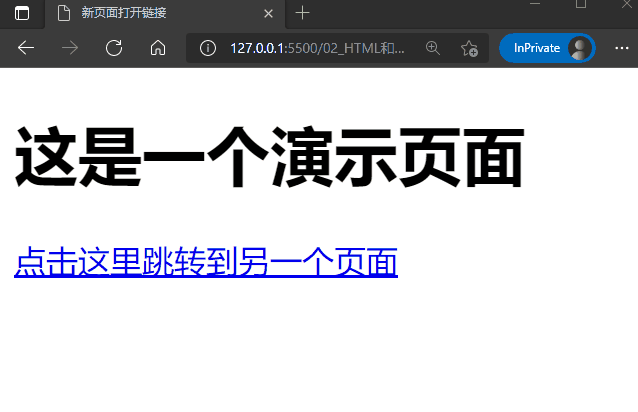 新页面打开链接
127.0.0.1:5500/02_HTML和...
InPrivate
这是一个演示页面
点击这里跳转到另一个页面